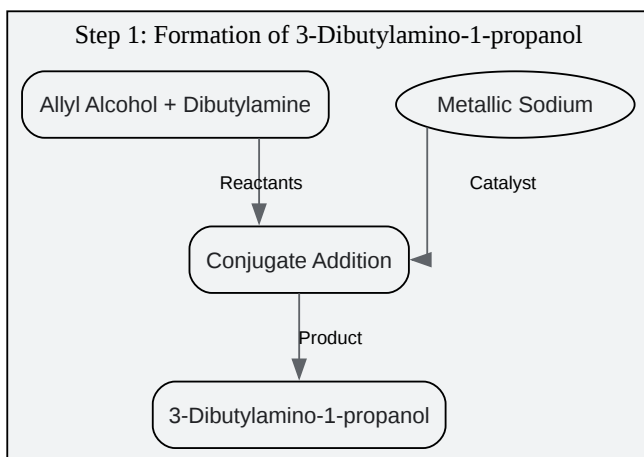 Step 1: Formation of 3-Dibutylamino-1-propanol
Allyl Alcohol + Dibutylamine
Metallic Sodium
Reactants
Catalyst
Conjugate Addition
Product
3-Dibutylamino-1-propanol